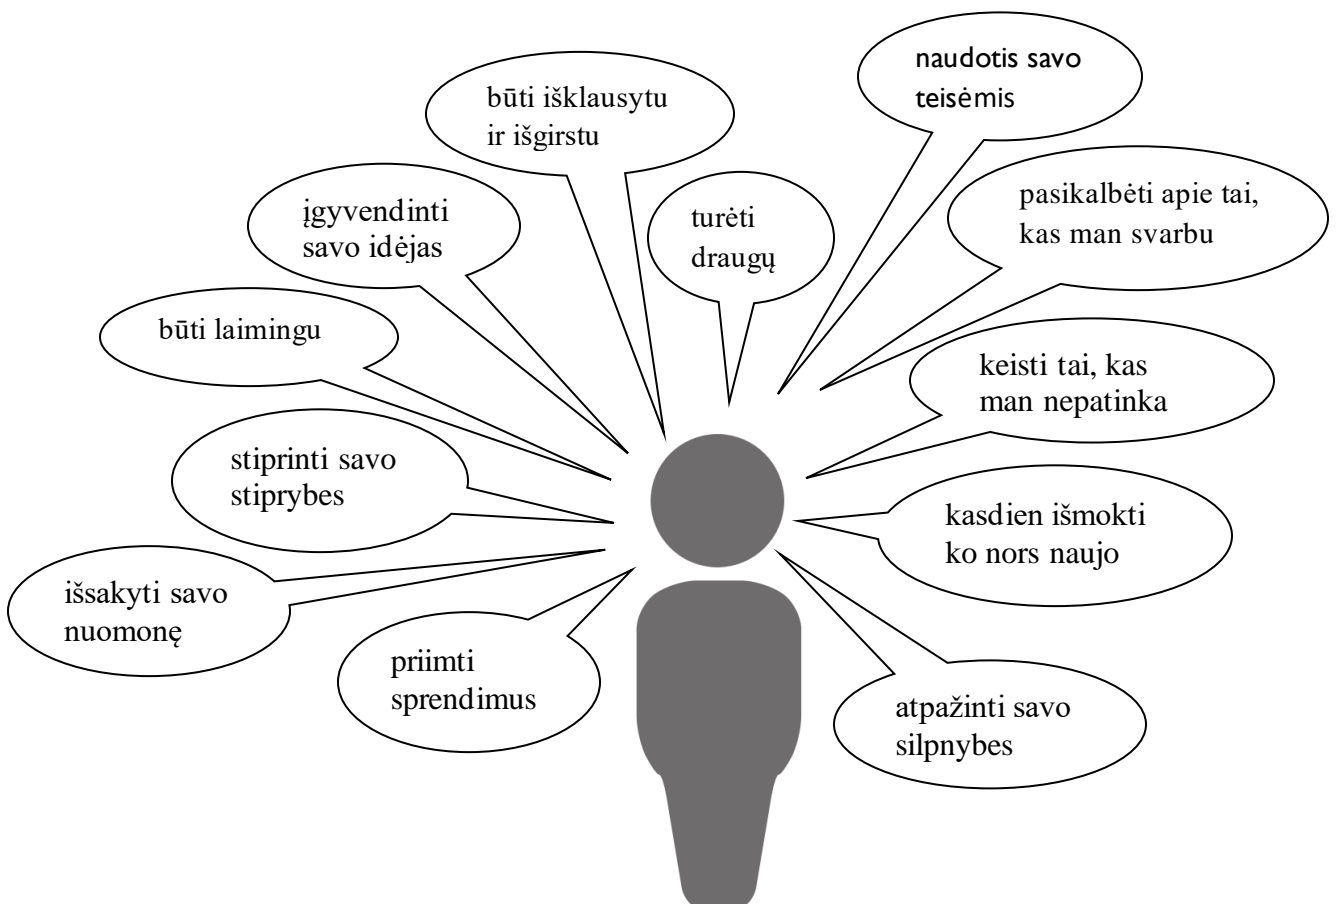 naudotis savo
teisėmis
būti išklausytu
ir išgirstu
pasikalbėti apie tai,
kas man svarbu
įgyvendinti
savo idėjas
turėti
draugų
būti laimingu
keisti tai, kas
man nepatinka
stiprinti savo
stiprybes
kasdien išmokti
ko nors naujo
išsakyti savo
nuomonę
priimti
sprendimus
atpažinti savo
silpnybes